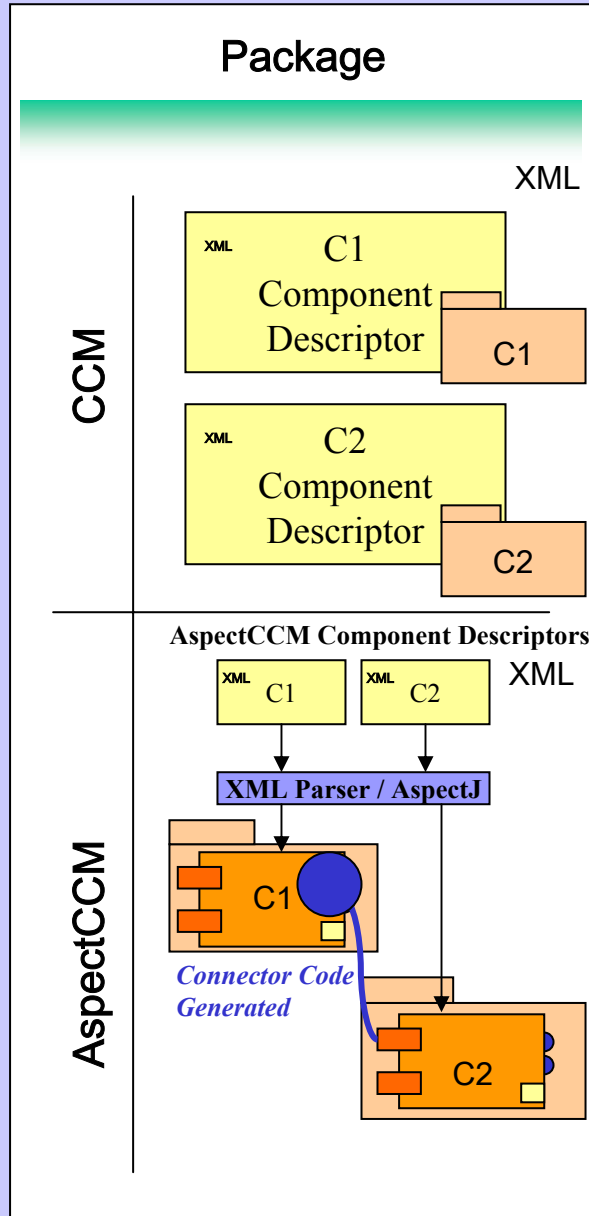 Package
XML
CCM
XML
C1
Component
Descriptor
C1
XML
C2
Component
Descriptor
C2
AspectCCM
AspectCCM Component Descriptors
XML
XML
C1
XML
C2
XML Parser / AspectJ
C1
Connector Code
Generated
C2